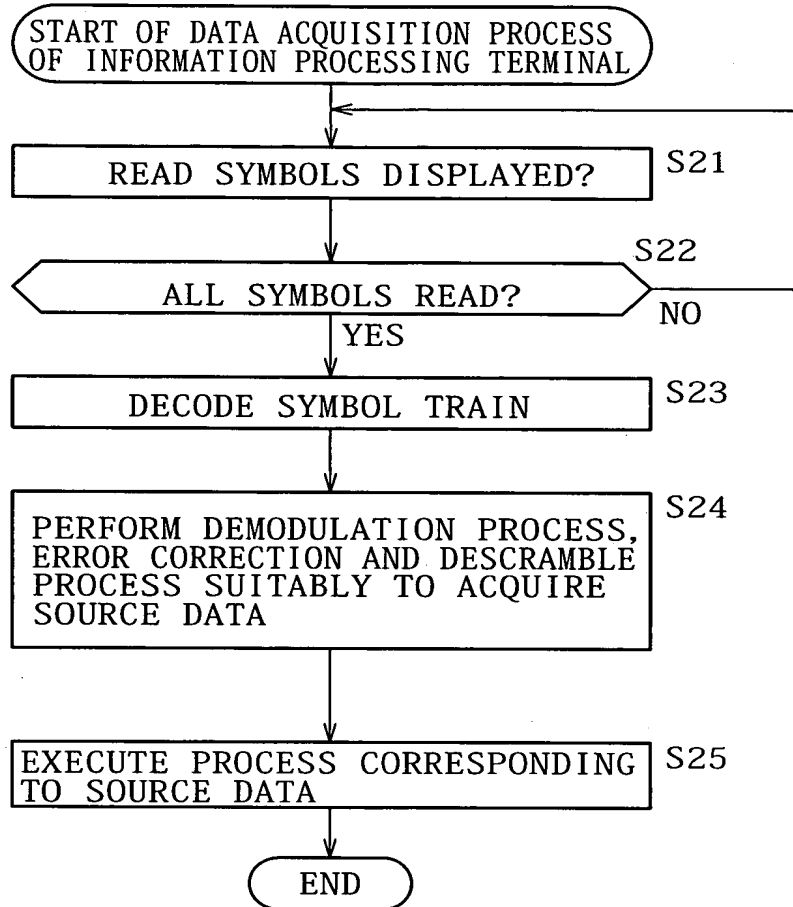 START OF DATA ACQUISITION PROCESS
OF INFORMATION PROCESSING TERMINAL
READ SYMBOLS DISPLAYED?
S21
S22
ALL SYMBOLS READ?
NO
YES
DECODE SYMBOL TRAIN
S23
S24
PERFORM DEMODULATION PROCESS,
ERROR CORRECTION AND DESCRAMBLE
PROCESS SUITABLY TO ACQUIRE
SOURCE DATA
S25
EXECUTE PROCESS CORRESPONDING
TO SOURCE DATA
END